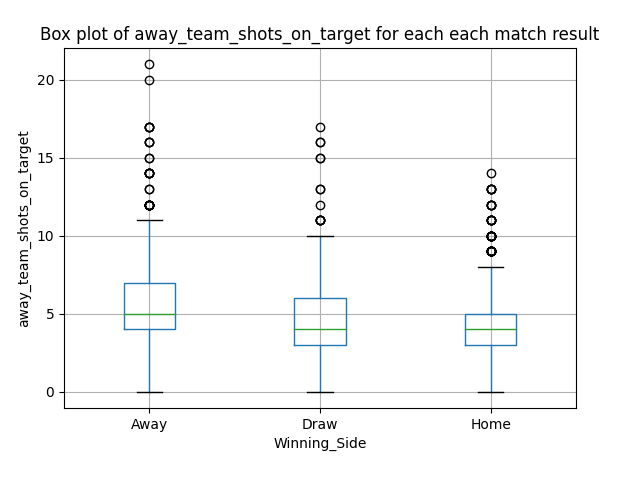 Box plot of away_team_shots_on_target for each each match result
away_team_shots_on_target
20
15
10
5
0
Away Draw Home
Winning_Side